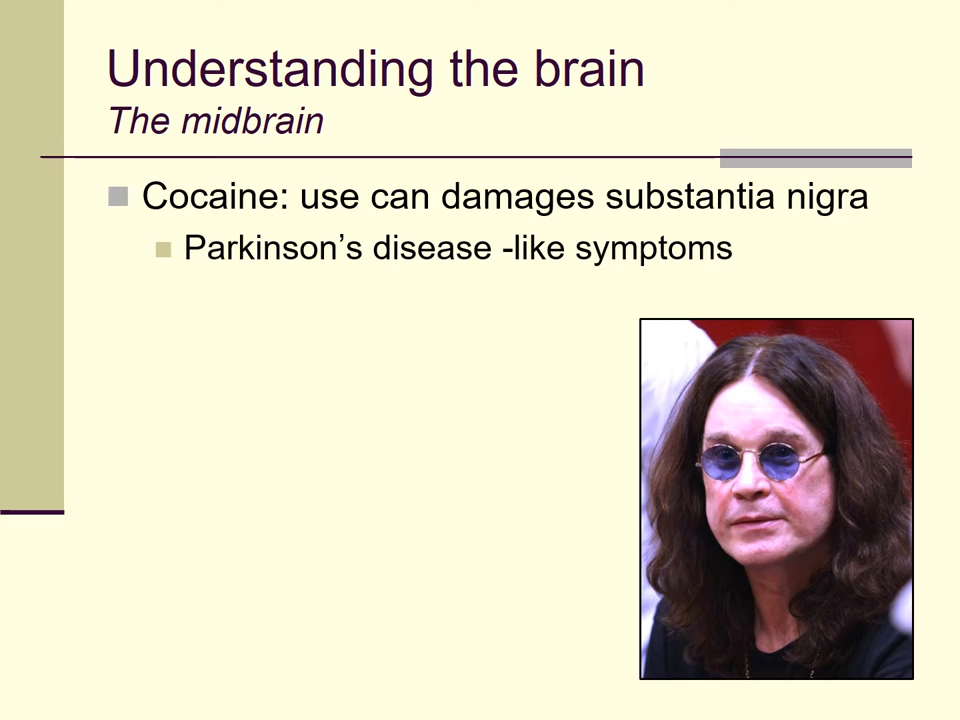 Understanding the brain
The midbrain
Cocaine: use can damages substantia nigra
Parkinson’s disease -like symptoms